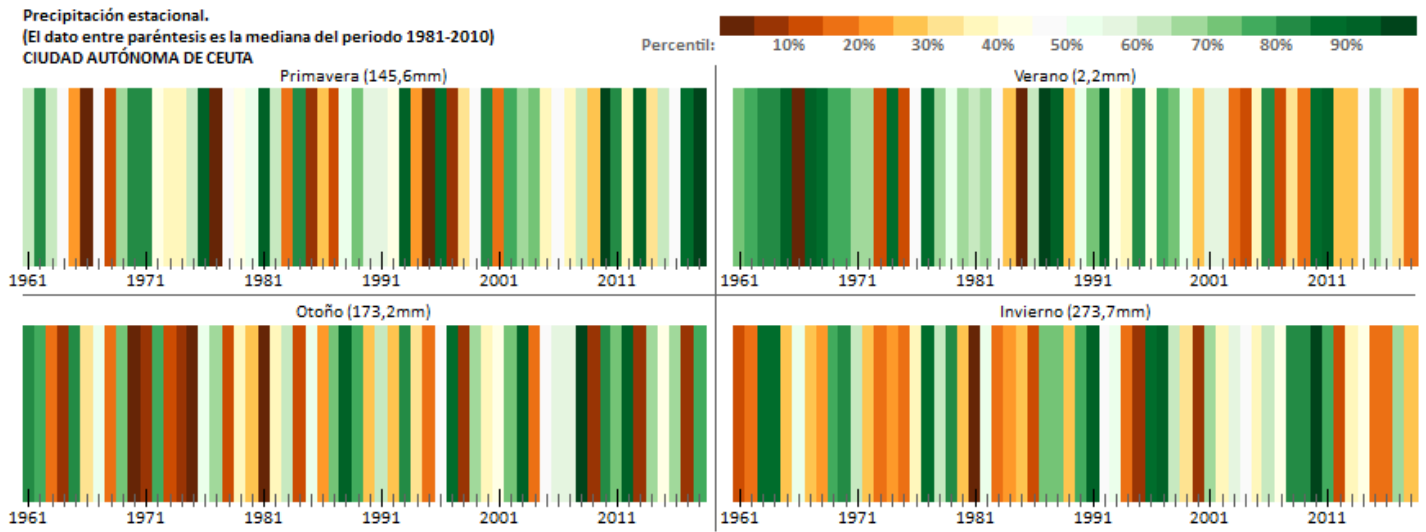 Precipitación estacional.
(El dato entre paréntesis es la mediana del periodo 1981-2010)
CIUDAD AUTÓNOMA DE CEUTA
Percentil: 10% 20% 30% 40% 50% 60% 70% 80% 90%
Primavera (145,6mm)
1961 1971 1981 1991 2001 2011
Verano (2,2mm)
1961 1971 1981 1991 2001 2011
Otoño (173,2mm)
1961 1971 1981 1991 2001 2011
Invierno (273,7mm)
1961 1971 1981 1991 2001 2011